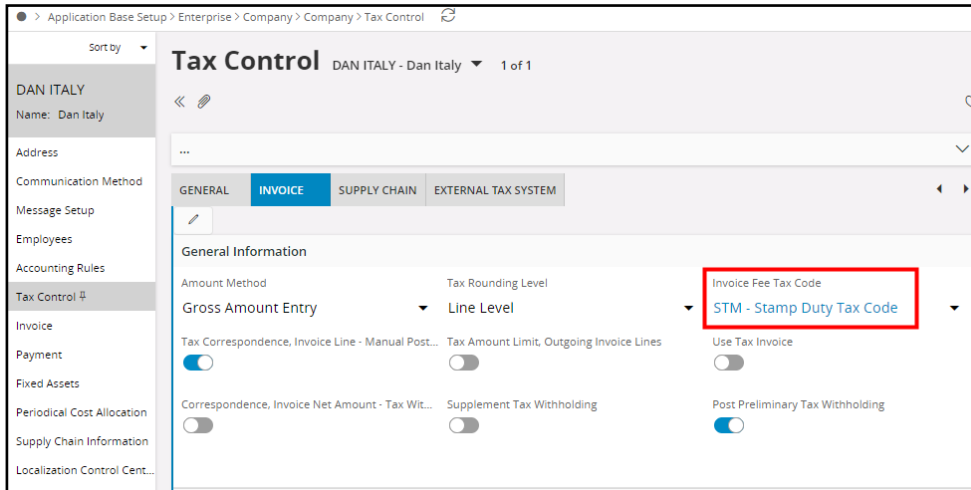 Application Base Setup > Enterprise > Company > Company > Tax Control
Sort by
DAN ITALY
Name: Dan Italy
Address
Communication Method
Message Setup
Employees
Accounting Rules
Tax Control
Invoice
Payment
Fixed Assets
Periodical Cost Allocation
Supply Chain Information
Localization Control Cent...
Tax Control DAN ITALY - Dan Italy 1 of 1
...
GENERAL INVOICE SUPPLY CHAIN EXTERNAL TAX SYSTEM
General Information
Amount Method Tax Rounding Level Invoice Fee Tax Code
Gross Amount Entry Line Level STM - Stamp Duty Tax Code
Tax Correspondence, Invoice Line - Manual Post... Tax Amount Limit, Outgoing Invoice Lines Use Tax Invoice
Correspondence, Invoice Net Amount - Tax Wit... Supplement Tax Withholding Post Preliminary Tax Withholding